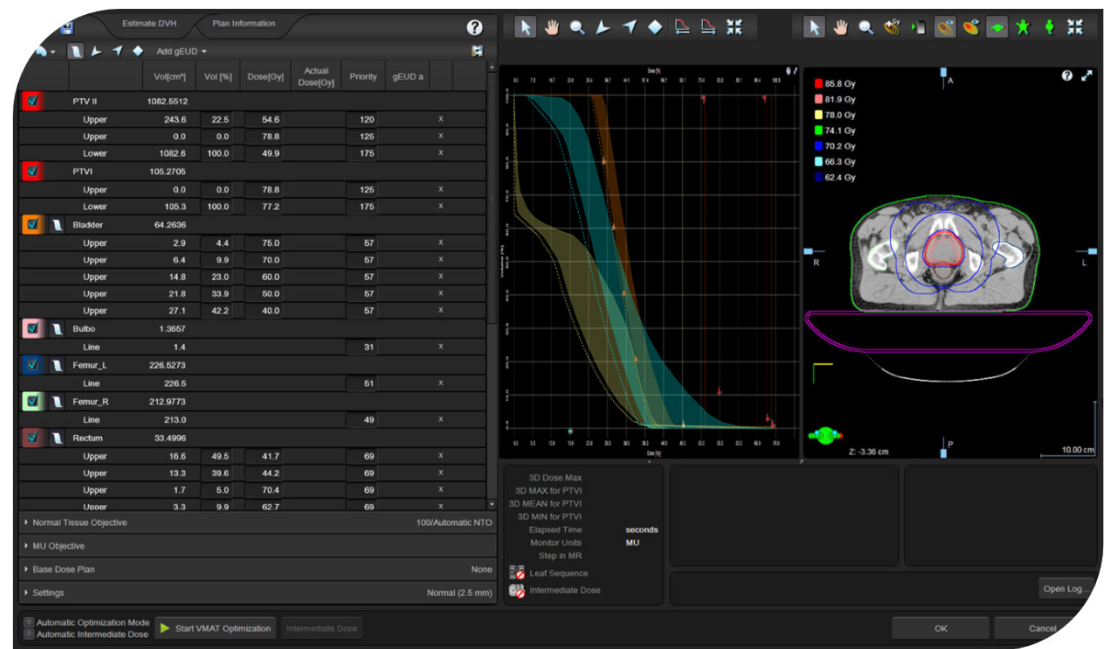 Estimate DVH Plan Information
Add gEUD
Vol[cm³] Vol [%] Dose[Gy] Actual Dose[Gy] Priority gEUD a
PTV II 1082.5512
Upper 243.6 22.5 54.6 120 X
Upper 0.0 0.0 78.8 125 X
Lower 1082.6 100.0 49.9 175 X
PTVI 105.2705
Upper 0.0 0.0 78.8 125 X
Lower 105.3 100.0 77.2 175 X
Bladder 64.2636
Upper 2.9 4.4 75.0 57 X
Upper 6.4 9.9 70.0 57 X
Upper 14.8 23.0 60.0 57 X
Upper 21.8 33.9 50.0 57 X
Upper 27.1 42.2 40.0 57 X
Bulbo 1.3657
Line 1.4 31 X
Femur_L 226.5273
Line 226.5 51 X
Femur_R 212.9773
Line 213.0 49 X
Rectum 33.4996
Upper 16.6 49.5 41.7 69 X
Upper 13.3 39.6 44.2 69 X
Upper 1.7 5.0 70.4 69 X
Upper 3.3 9.9 62.7 69 X
Normal Tissue Objective 100/Automatic NTO
MU Objective
Base Dose Plan None
Settings Normal (2.5 mm)
Automatic Optimization Mode
Automatic Intermediate Dose
Start VMAT Optimization
Intermediate Dose
Dose [%]
Volume [%]
Dose [Gy]
85.8 Gy
81.9 Gy
78.0 Gy
74.1 Gy
70.2 Gy
66.3 Gy
62.4 Gy
A
R
L
P
Z: -3.36 cm
10.00 cm
3D Dose Max
3D MAX for PTVI
3D MEAN for PTVI
3D MIN for PTVI
Elapsed Time seconds
Monitor Units MU
Step in MR
Leaf Sequence
Intermediate Dose
Open Log...
OK
Cancel